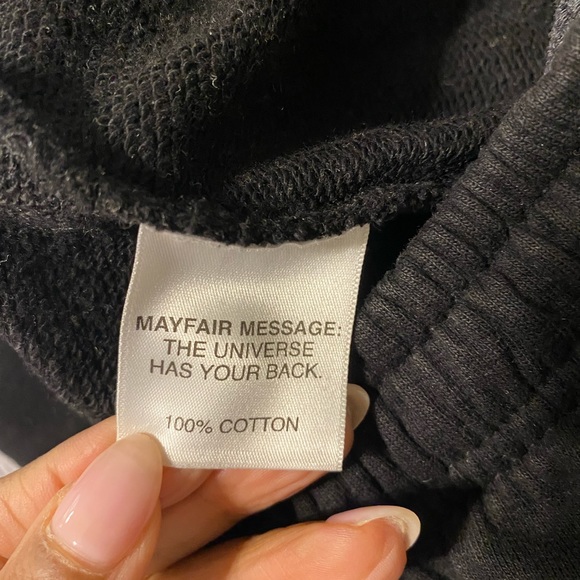 MAYFAIR MESSAGE:
THE UNIVERSE
HAS YOUR BACK.
100% COTTON